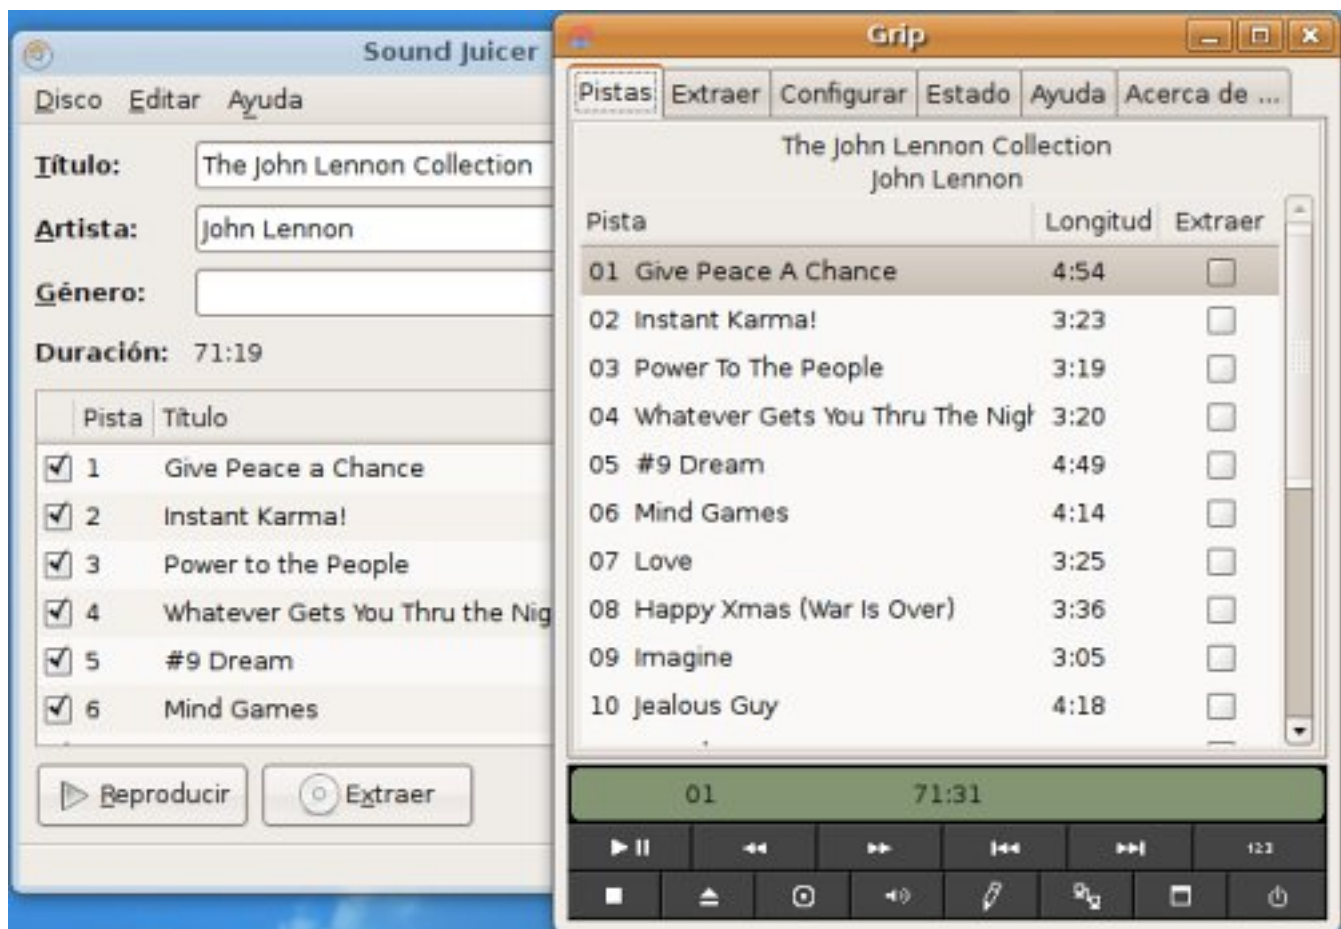 Sound Juicer
Disco Editar Ayuda
Título: The John Lennon Collection
Artista: John Lennon
Género:
Duración: 71:19
Pista Título
1 Give Peace a Chance
2 Instant Karma!
3 Power to the People
4 Whatever Gets You Thru the Nig
5 #9 Dream
6 Mind Games
Reproducir Extraer
Grip
Pistas Extraer Configurar Estado Ayuda Acerca de ...
The John Lennon Collection
John Lennon
Pista Longitud Extraer
01 Give Peace A Chance 4:54
02 Instant Karma! 3:23
03 Power To The People 3:19
04 Whatever Gets You Thru The Nigh 3:20
05 #9 Dream 4:49
06 Mind Games 4:14
07 Love 3:25
08 Happy Xmas (War Is Over) 3:36
09 Imagine 3:05
10 Jealous Guy 4:18
01 71:31
123